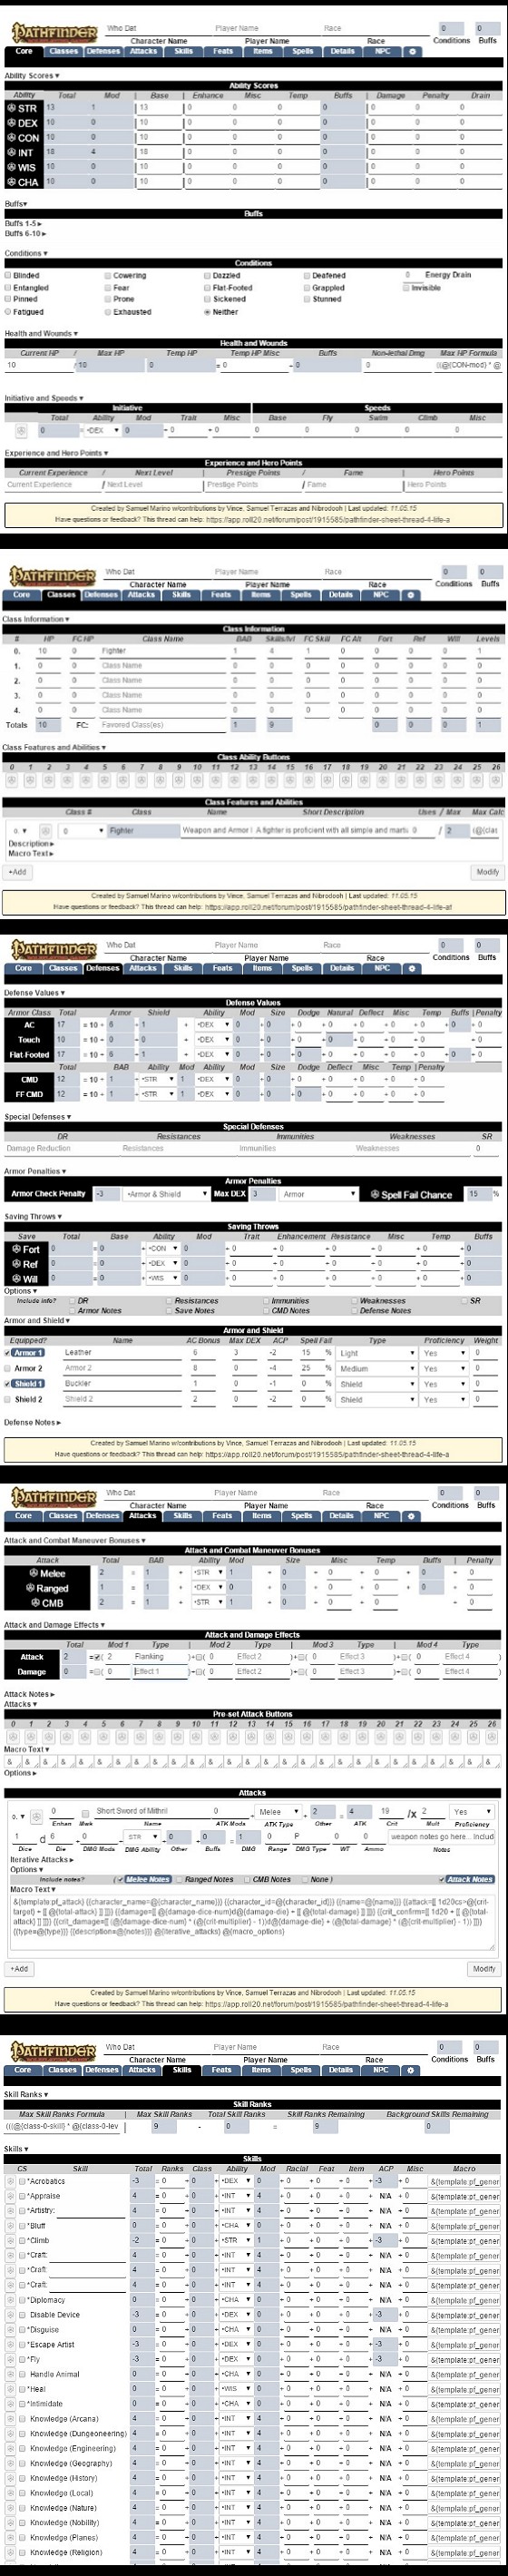 PATHFINDER Who Dat Player Name Race 0 0
Character Name Player Name Race Conditions Buffs
Core Classes Defenses Attacks Skills Feats Items Spells Details NPC
Ability Scores ▾
Ability Scores
Ability Total Mod | Base | Enhance Misc Temp Buffs | Damage Penalty Drain
STR 13 1 13 0 0 0 0 0 0 0
DEX 10 0 10 0 0 0 0 0 0 0
CON 10 0 10 0 0 0 0 0 0 0
INT 18 4 18 0 0 0 0 0 0 0
WIS 10 0 10 0 0 0 0 0 0 0
CHA 10 0 10 0 0 0 0 0 0 0
Buffs▾
Buffs
Buffs 1-5 ▸
Buffs 6-10 ▸
Conditions ▾
Conditions
Blinded Cowering Dazzled Deafened 0 Energy Drain
Entangled Fear Flat-Footed Grappled Invisible
Pinned Prone Sickened Stunned
Fatigued Exhausted Neither
Health and Wounds ▾
Health and Wounds
Current HP / Max HP Temp HP Temp HP Misc Buffs Non-lethal Dmg Max HP Formula
10 10 0 = 0 0 0 ((@{CON-mod} * @
Initiative and Speeds ▾
Initiative Speeds
Total Ability Mod Trait Misc Base Fly Swim Climb Misc
0 = •DEX 0 + 0 + 0 0 0 0 0 0
Experience and Hero Points ▾
Experience and Hero Points
Current Experience / Next Level | Prestige Points / Fame | Hero Points
Current Experience / Next Level | Prestige Points / Fame | Hero Points
Created by Samuel Marino w/contributions by Vince, Samuel Terrazas and Nibrodooh | Last updated: 11.05.15
Have questions or feedback? This thread can help: https://app.roll20.net/forum/post/1915585/pathfinder-sheet-thread-4-life-a
PATHFINDER Who Dat Player Name Race 0 0
Character Name Player Name Race Conditions Buffs
Core Classes Defenses Attacks Skills Feats Items Spells Details NPC
Class Information ▾
Class Information
# HP FC HP Class Name BAB Skills/lvl FC Skill FC Alt Fort Ref Will Levels
0. 10 0 Fighter 1 4 1 0 0 0 0 1
1. 0 0 Class Name 0 0 0 0 0 0 0 0
2. 0 0 Class Name 0 0 0 0 0 0 0 0
3. 0 0 Class Name 0 0 0 0 0 0 0 0
4. 0 0 Class Name 0 0 0 0 0 0 0 0
Totals 10 FC: Favored Class(es) 1 9 0 0 0 1
Class Features and Abilities ▾
Class Ability Buttons
0 1 2 3 4 5 6 7 8 9 10 11 12 13 14 15 16 17 18 19 20 21 22 23 24 25 26
Class Features and Abilities
Class # Class Name Short Description Uses / Max Max Calc
0. ▾ 0 Fighter Weapon and Armor A fighter is proficient with all simple and martia 0 / 2 (@{clas
Description ▸
Macro Text ▸
+Add Modify
Created by Samuel Marino w/contributions by Vince, Samuel Terrazas and Nibrodooh | Last updated: 11.05.15
Have questions or feedback? This thread can help: https://app.roll20.net/forum/post/1915585/pathfinder-sheet-thread-4-life-af
PATHFINDER Who Dat Player Name Race 0 0
Character Name Player Name Race Conditions Buffs
Core Classes Defenses Attacks Skills Feats Items Spells Details NPC
Defense Values ▾
Defense Values
Armor Class Total Armor Shield Ability Mod Size Dodge Natural Deflect Misc Temp Buffs | Penalty
AC 17 = 10 + 6 + 1 + •DEX 0 + 0 + 0 + 0 + 0 + 0 + 0 + 0 + 0
Touch 10 = 10 + 0 + 0 + •DEX 0 + 0 + 0 + 0 + 0 + 0 + 0 + 0
Flat-Footed 17 = 10 + 6 + 1 + •DEX 0 + 0 + 0 + 0 + 0 + 0 + 0 + 0 + 0
Total BAB Ability Mod Ability Mod Size Dodge Deflect Misc Temp | Penalty
CMD 12 = 10 + 1 + •STR 1 •DEX 0 + 0 + 0 + 0 + 0 + 0 + 0
FF CMD 12 = 10 + 1 + •STR 1 •DEX 0 + 0 + 0 + 0 + 0 + 0 + 0
Special Defenses ▾
Special Defenses
DR Resistances Immunities Weaknesses SR
Damage Reduction Resistances Immunities Weaknesses 0
Armor Penalties ▾
Armor Penalties
Armor Check Penalty -3 •Armor & Shield Max DEX 3 Armor Spell Fail Chance 15 %
Saving Throws ▾
Saving Throws
Save Total Base Ability Mod Trait Enhancement Resistance Misc Temp Buffs
Fort 0 = 0 + •CON 0 + 0 + 0 + 0 + 0 + 0 + 0
Ref 0 = 0 + •DEX 0 + 0 + 0 + 0 + 0 + 0 + 0
Will 0 = 0 + •WIS 0 + 0 + 0 + 0 + 0 + 0 + 0
Options ▾
Include Info? DR Resistances Immunities Weaknesses SR
Armor Notes Save Notes CMD Notes Defense Notes
Armor and Shield ▾
Armor and Shield
Equipped? Name AC Bonus Max DEX ACP Spell Fail Type Proficiency Weight
Armor 1 Leather 6 3 -2 15 % Light Yes 0
Armor 2 Armor 2 8 0 -4 25 % Medium Yes 0
Shield 1 Buckler 1 0 -1 0 % Shield Yes 0
Shield 2 Shield 2 2 0 -2 0 % Shield Yes 0
Defense Notes ▸
Created by Samuel Marino w/contributions by Vince, Samuel Terrazas and Nibrodooh | Last updated: 11.05.15
Have questions or feedback? This thread can help: https://app.roll20.net/forum/post/1915585/pathfinder-sheet-thread-4-life-a
PATHFINDER Who Dat Player Name Race 0 0
Character Name Player Name Race Conditions Buffs
Core Classes Defenses Attacks Skills Feats Items Spells Details NPC
Attack and Combat Maneuver Bonuses ▾
Attack and Combat Maneuver Bonuses
Attack Total BAB Ability Mod Size Misc Temp Buffs | Penalty
Melee 2 = 1 + •STR 1 + 0 + 0 + 0 + 0 + 0
Ranged 1 = 1 + •DEX 0 + 0 + 0 + 0 + 0 + 0
CMB 2 = 1 + •STR 1 + 0 + 0 + 0 + 0
Attack and Damage Effects ▾
Attack and Damage Effects
Total Mod 1 Type | Mod 2 Type | Mod 3 Type | Mod 4 Type
Attack 2 =( 2 Flanking )+( 0 Effect 2 )+( 0 Effect 3 )+( 0 Effect 4 )
Damage 0 =( 0 Effect 1 )+( 0 Effect 2 )+( 0 Effect 3 )+( 0 Effect 4 )
Attack Notes ▸
Attacks ▾
Pre-set Attack Buttons
0 1 2 3 4 5 6 7 8 9 10 11 12 13 14 15 16 17 18 19 20 21 22 23 24 25 26
Macro Text ▾
& & & & & & & & & & & & & & & & & & & & & & & & & & &
Options ▸
Attacks
0. ▾ 0 Short Sword of Mithril 0 + Melee + 2 = 4 19 /x 2 Yes
Enhan Mark Name ATK Mods ATK Type Other ATK Crit Mult Proficiency
1 d 6 + 0 STR + 0 + 0 = 1 0 P 0 0 weapon notes go here... Includ
Dice Die DMG Mods DMG Ability Other Buffs DMG Range DMG Type WT Ammo Notes
Iterative Attacks ▸
Options ▾
Include notes? ( Melee Notes Ranged Notes CMB Notes None ) Attack Notes
Macro Text ▾
&{template:pf_attack} {{character_name=@{character_name}}} {{character_id=@{character_id}}} {{name=@{name}}} {{attack=[[ 1d20cs>@{crit-
target} + [[ @{total-attack} ]] ]]}} {{damage=[[ @{damage-dice-num}d@{damage-die} + [[ @{total-damage} ]] ]]}} {{crit_confirm=[[ 1d20 + [[ @{total-
attack} ]] ]]}} {{crit_damage=[[ (@{damage-dice-num} * (@{crit-multiplier} - 1))d@{damage-die} + (@{total-damage} * (@{crit-multiplier} - 1)) ]]}}
{{type=@{type}}} {{description=@{notes}}} @{iterative_attacks} @{macro_options}
+Add Modify
Created by Samuel Marino w/contributions by Vince, Samuel Terrazas and Nibrodooh | Last updated: 11.05.15
Have questions or feedback? This thread can help: https://app.roll20.net/forum/post/1915585/pathfinder-sheet-thread-4-life-a
PATHFINDER Who Dat Player Name Race 0 0
Character Name Player Name Race Conditions Buffs
Core Classes Defenses Attacks Skills Feats Items Spells Details NPC
Skill Ranks ▾
Skill Ranks
Max Skill Ranks Formula Max Skill Ranks Total Skill Ranks Skill Ranks Remaining Background Skills Remaining
(((@{class-0-skill} * @{class-0-lev 9 - 0 = 9 0
Skills ▾
Skills
CS Skill Total Ranks Class Ability Mod Racial Feat Item ACP Misc Macro
*Acrobatics -3 = 0 + 0 + •DEX 0 + 0 + 0 + 0 + -3 + 0 &{template:pf_gener
*Appraise 4 = 0 + 0 + •INT 4 + 0 + 0 + 0 + N/A + 0 &{template:pf_gener
*Artistry: 4 = 0 + 0 + •INT 4 + 0 + 0 + 0 + N/A + 0 &{template:pf_gener
*Bluff 0 = 0 + 0 + •CHA 0 + 0 + 0 + 0 + N/A + 0 &{template:pf_gener
*Climb -2 = 0 + 0 + •STR 1 + 0 + 0 + 0 + -3 + 0 &{template:pf_gener
*Craft: 4 = 0 + 0 + •INT 4 + 0 + 0 + 0 + N/A + 0 &{template:pf_gener
*Craft: 4 = 0 + 0 + •INT 4 + 0 + 0 + 0 + N/A + 0 &{template:pf_gener
*Craft: 4 = 0 + 0 + •INT 4 + 0 + 0 + 0 + N/A + 0 &{template:pf_gener
*Diplomacy 0 = 0 + 0 + •CHA 0 + 0 + 0 + 0 + N/A + 0 &{template:pf_gener
Disable Device -3 = 0 + 0 + •DEX 0 + 0 + 0 + 0 + -3 + 0 &{template:pf_gener
*Disguise 0 = 0 + 0 + •CHA 0 + 0 + 0 + 0 + N/A + 0 &{template:pf_gener
*Escape Artist -3 = 0 + 0 + •DEX 0 + 0 + 0 + 0 + -3 + 0 &{template:pf_gener
*Fly -3 = 0 + 0 + •DEX 0 + 0 + 0 + 0 + -3 + 0 &{template:pf_gener
Handle Animal 0 = 0 + 0 + •CHA 0 + 0 + 0 + 0 + N/A + 0 &{template:pf_gener
*Heal 0 = 0 + 0 + •WIS 0 + 0 + 0 + 0 + N/A + 0 &{template:pf_gener
*Intimidate 0 = 0 + 0 + •CHA 0 + 0 + 0 + 0 + N/A + 0 &{template:pf_gener
Knowledge (Arcana) 4 = 0 + 0 + •INT 4 + 0 + 0 + 0 + N/A + 0 &{template:pf_gener
Knowledge (Dungeoneering) 4 = 0 + 0 + •INT 4 + 0 + 0 + 0 + N/A + 0 &{template:pf_gener
Knowledge (Engineering) 4 = 0 + 0 + •INT 4 + 0 + 0 + 0 + N/A + 0 &{template:pf_gener
Knowledge (Geography) 4 = 0 + 0 + •INT 4 + 0 + 0 + 0 + N/A + 0 &{template:pf_gener
Knowledge (History) 4 = 0 + 0 + •INT 4 + 0 + 0 + 0 + N/A + 0 &{template:pf_gener
Knowledge (Local) 4 = 0 + 0 + •INT 4 + 0 + 0 + 0 + N/A + 0 &{template:pf_gener
Knowledge (Nature) 4 = 0 + 0 + •INT 4 + 0 + 0 + 0 + N/A + 0 &{template:pf_gener
Knowledge (Nobility) 4 = 0 + 0 + •INT 4 + 0 + 0 + 0 + N/A + 0 &{template:pf_gener
Knowledge (Planes) 4 = 0 + 0 + •INT 4 + 0 + 0 + 0 + N/A + 0 &{template:pf_gener
Knowledge (Religion) 4 = 0 + 0 + •INT 4 + 0 + 0 + 0 + N/A + 0 &{template:pf_gener